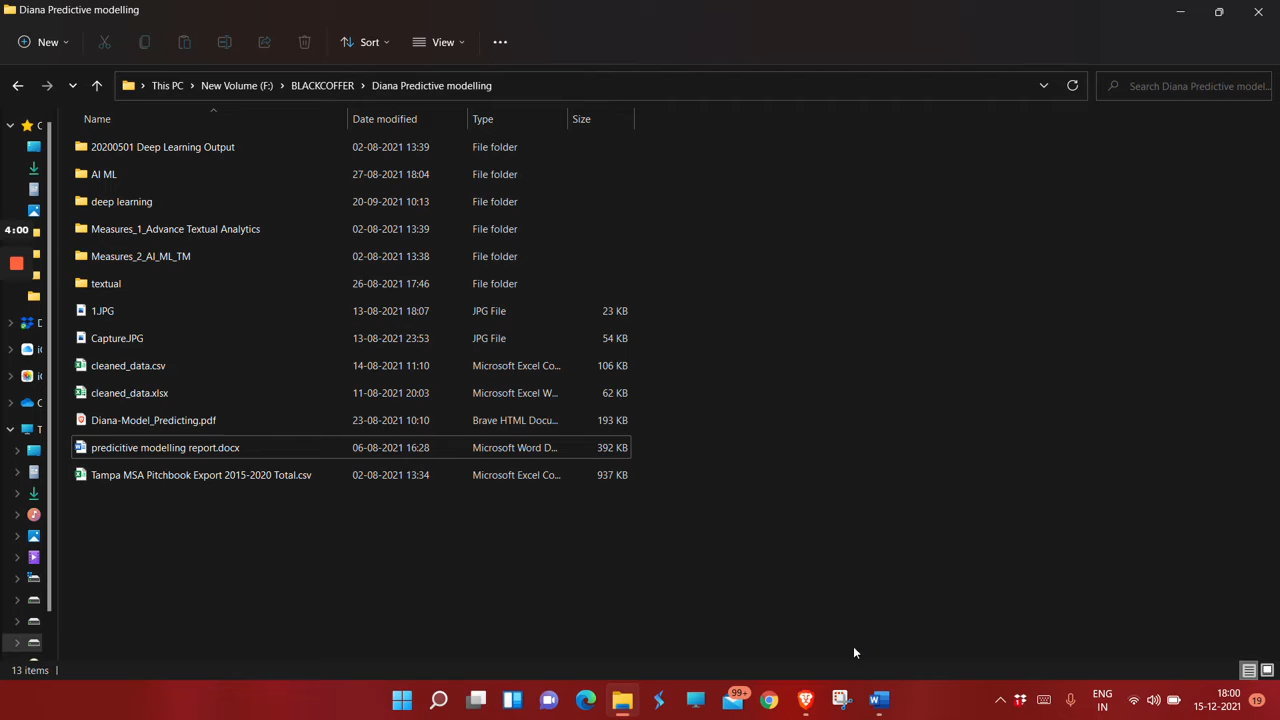 Diana Predictive modelling
New Sort View
This PC New Volume (F:) BLACKCOFFER Diana Predictive modelling Search Diana Predictive model...
Name Date modified Type Size
20200501 Deep Learning Output 02-08-2021 13:39 File folder
AI ML 27-08-2021 18:04 File folder
deep learning 20-09-2021 10:13 File folder
Measures_1_Advance Textual Analytics 02-08-2021 13:39 File folder
4:00
Measures_2_AI_ML_TM 02-08-2021 13:38 File folder
textual 26-08-2021 17:46 File folder
1.JPG 13-08-2021 18:07 JPG File 23 KB
Capture.JPG 13-08-2021 23:53 JPG File 54 KB
cleaned_data.csv 14-08-2021 11:10 Microsoft Excel Co... 106 KB
cleaned_data.xlsx 11-08-2021 20:03 Microsoft Excel W... 62 KB
Diana-Model_Predicting.pdf 23-08-2021 10:10 Brave HTML Docu... 193 KB
predicitive modelling report.docx 06-08-2021 16:28 Microsoft Word D... 392 KB
Tampa MSA Pitchbook Export 2015-2020 Total.csv 02-08-2021 13:34 Microsoft Excel Co... 937 KB
13 items
99+
ENG
IN
18:00
15-12-2021
19